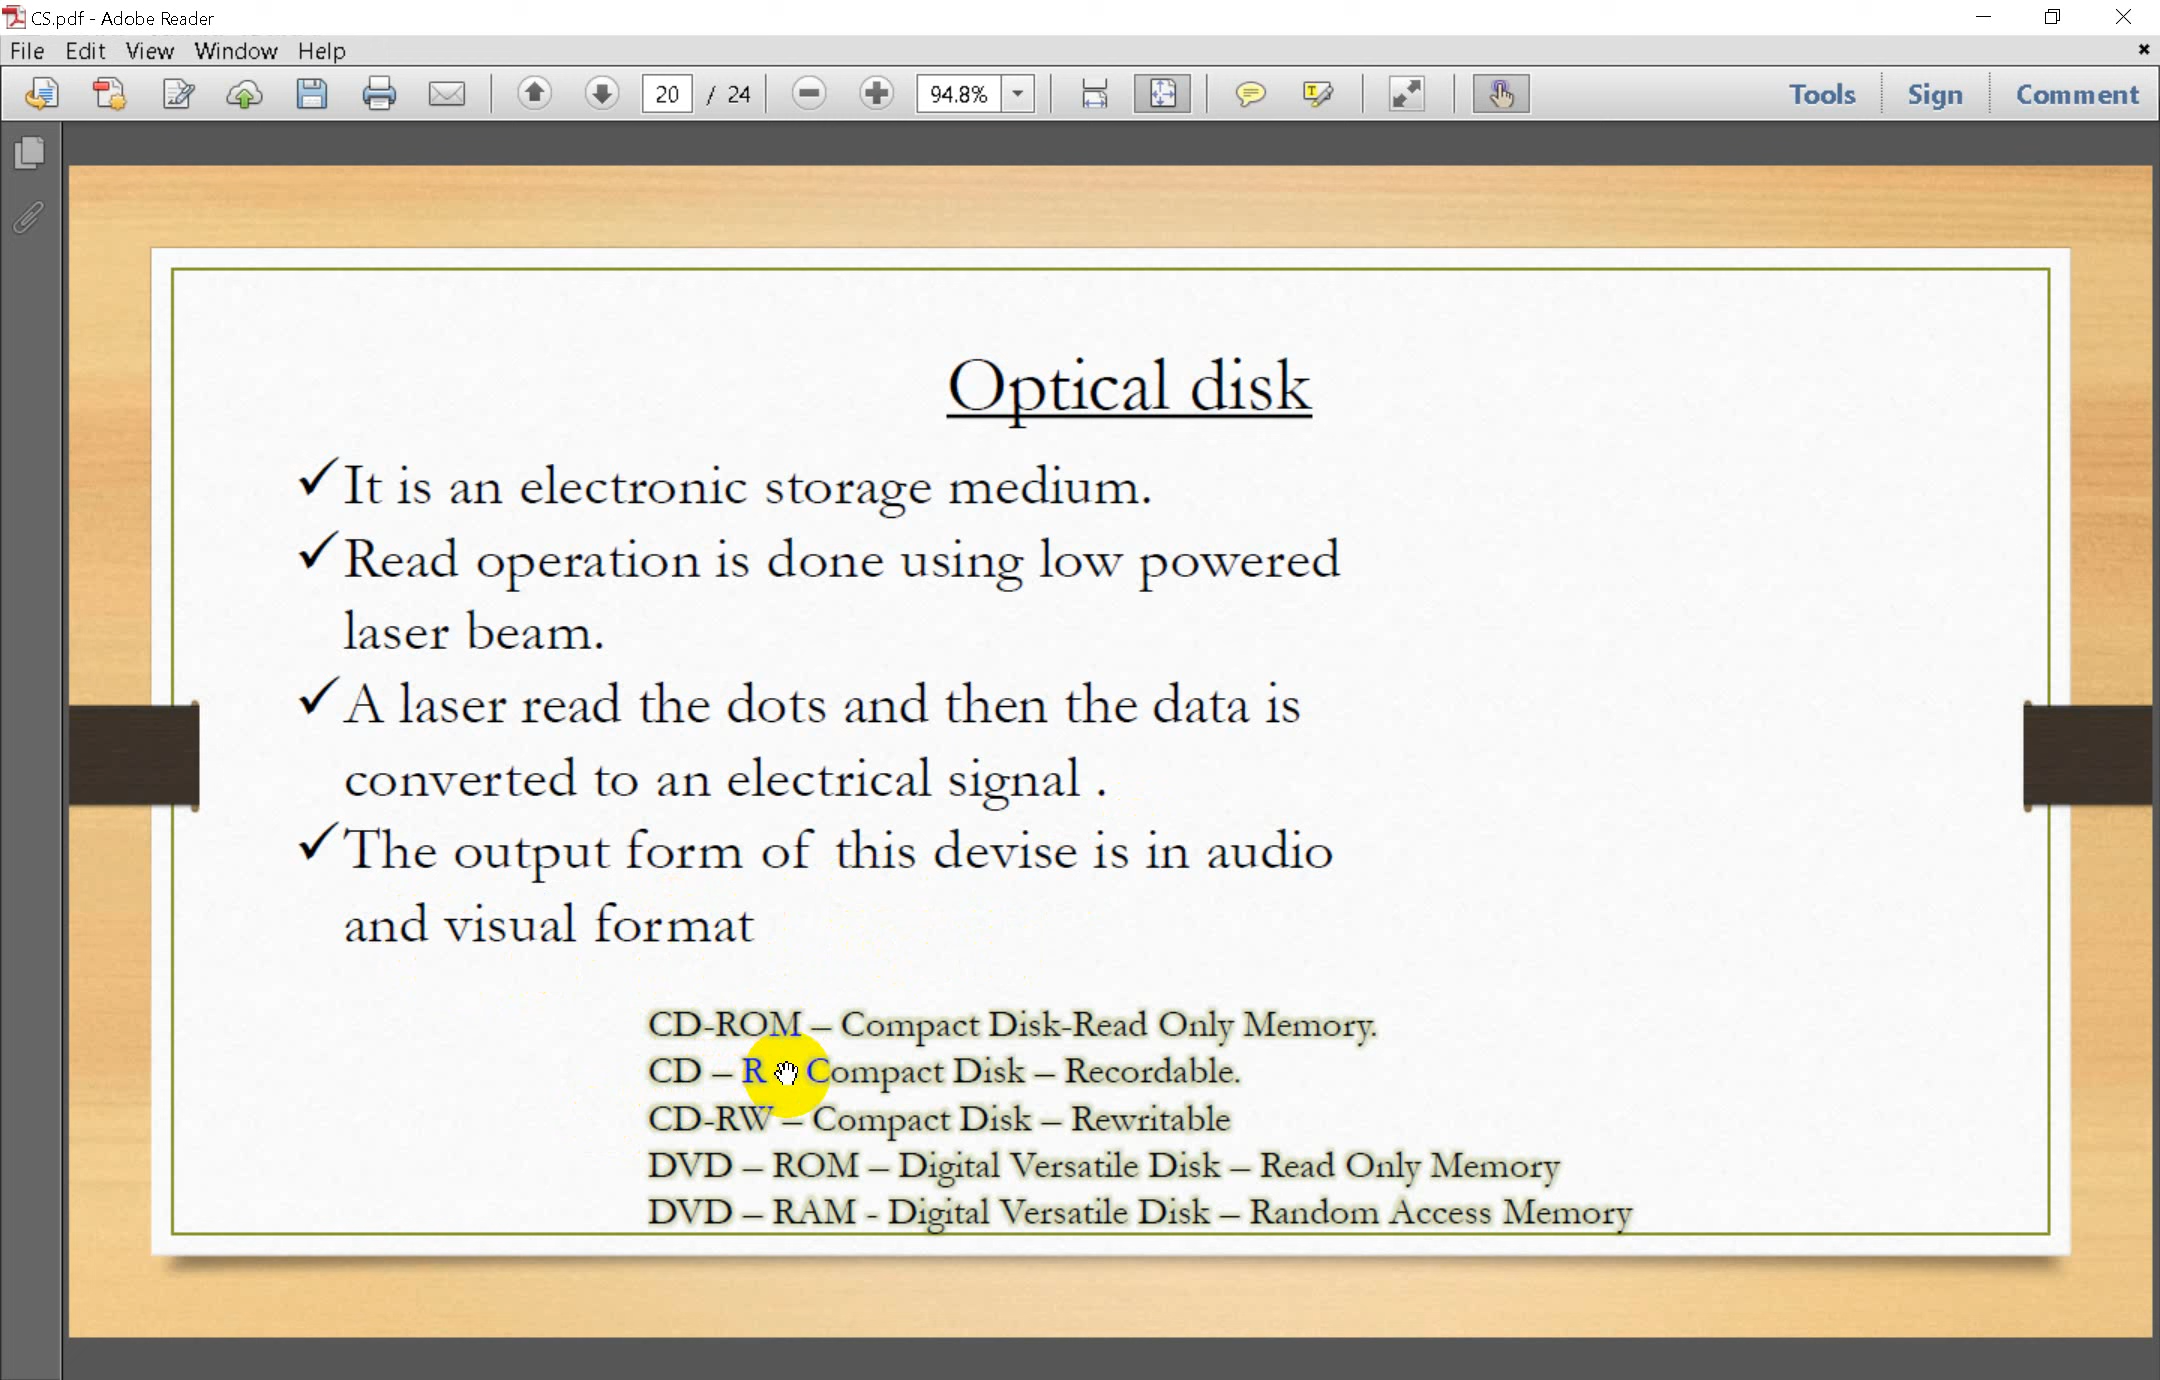 CS.pdf - Adobe Reader
File Edit View Window Help
20 / 24 94.8% Tools Sign Comment
Optical disk
✓It is an electronic storage medium.
✓Read operation is done using low powered
laser beam.
✓A laser read the dots and then the data is
converted to an electrical signal .
✓The output form of this devise is in audio
and visual format
CD-ROM – Compact Disk-Read Only Memory.
CD – R Compact Disk – Recordable.
CD-RW – Compact Disk – Rewritable
DVD – ROM – Digital Versatile Disk – Read Only Memory
DVD – RAM - Digital Versatile Disk – Random Access Memory